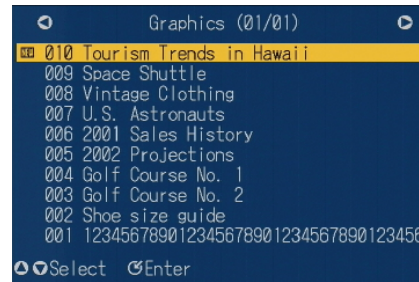 Graphics (01/01)
010 Tourism Trends in Hawaii
009 Space Shuttle
008 Vintage Clothing
007 U.S. Astronauts
006 2001 Sales History
005 2002 Projections
004 Golf Course No. 1
003 Golf Course No. 2
002 Shoe size guide
001 123456789012345678901234567890123456
Select Enter